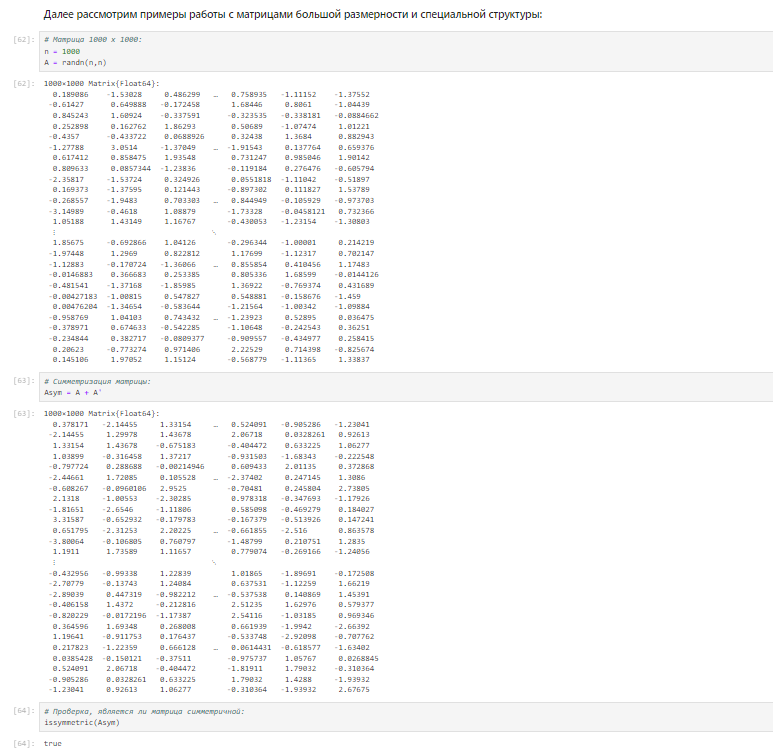 Далее рассмотрим примеры работы с матрицами большой размерности и специальной структуры:
[62]: # Матрица 1000 x 1000:
n = 1000
A = randn(n,n)
[62]: 1000×1000 Matrix{Float64}:
0.189086 -1.53028 0.486299 … 0.758935 -1.11152 -1.37552
-0.61427 0.649888 -0.172458 1.68446 0.8061 -1.04439
0.845243 1.60924 -0.337591 -0.323535 -0.338181 -0.0884662
0.252898 0.162762 1.86293 0.50689 -1.07474 1.01221
-0.4357 -0.433722 0.0688926 0.32438 1.3684 0.882943
-1.27788 3.0514 -1.37049 … -1.91543 0.137764 0.659376
0.617412 0.858475 1.93548 0.731247 0.985046 1.90142
0.809633 0.0857344 -1.23836 -0.119184 0.276476 -0.605794
-2.35817 -1.53724 0.324926 0.0551818 -1.11042 -0.51897
0.169373 -1.37595 0.121443 -0.897302 0.111827 1.53789
-0.268557 -1.9483 0.703303 … 0.844949 -0.105929 -0.973703
-3.14989 -0.4618 1.08879 -1.73328 -0.0458121 0.732366
1.05188 1.43149 1.16767 -0.430053 -1.23154 -1.30803
⋮ ⋱
1.85675 -0.692866 1.04126 -0.296344 -1.00001 0.214219
-1.97448 1.2969 0.822812 1.17699 -1.12317 0.702147
-1.12883 -0.170724 -1.36066 … 0.855854 0.410456 1.17483
-0.0146883 0.366683 0.253385 0.805336 1.68599 -0.0144126
-0.481541 -1.37168 -1.85985 1.36922 -0.769374 0.431689
-0.00427183 -1.00815 0.547827 0.548881 -0.158676 -1.459
0.00476204 -1.34654 -0.583644 -1.21564 -1.00342 -1.09884
-0.958769 1.04103 0.743432 … -1.23923 0.52895 0.036475
-0.378971 0.674633 -0.542285 -1.10648 -0.242543 0.36251
-0.234844 0.382717 -0.0809377 -0.909557 -0.434977 0.258415
0.20623 -0.773274 0.971406 2.22529 0.714398 -0.825674
0.145106 1.97052 1.15124 -0.568779 -1.11365 1.33837
[63]: # Симметризация матрицы:
Asym = A + A'
[63]: 1000×1000 Matrix{Float64}:
0.378171 -2.14455 1.33154 … 0.524091 -0.905286 -1.23041
-2.14455 1.29978 1.43678 2.06718 0.0328261 0.92613
1.33154 1.43678 -0.675183 -0.404472 0.633225 1.06277
1.03899 -0.316458 1.37217 -0.931503 -1.68343 -0.222548
-0.797724 0.288688 -0.00214946 0.609433 2.01135 0.372868
-2.44661 1.72085 0.105528 … -2.37402 0.247145 1.3086
-0.608267 -0.0960106 2.9525 -0.70481 0.245804 2.73805
2.1318 -1.00553 -2.30285 0.978318 -0.347693 -1.17926
-1.81651 -2.6546 -1.11806 0.585098 -0.469279 0.184027
3.31587 -0.652932 -0.179783 -0.167379 -0.513926 0.147241
0.651795 -2.31253 2.20225 … -0.661855 -2.516 0.863578
-3.80064 -0.106805 0.760797 -1.48799 0.210751 1.2835
1.1911 1.73589 1.11657 0.779074 -0.269166 -1.24056
⋮ ⋱
-0.432956 -0.99338 1.22839 1.01865 -1.89691 -0.172508
-2.70779 -0.13743 1.24084 0.637531 -1.12259 1.66219
-2.89039 0.447319 -0.982212 … -0.537538 0.140869 1.45391
-0.406158 1.4372 -0.212816 2.51235 1.62976 0.579377
-0.820229 -0.0172196 -1.17387 2.54116 -1.03185 0.969346
0.364596 1.69348 0.268008 0.661939 -1.9942 -2.66392
1.19641 -0.911753 0.176437 -0.533748 -2.92098 -0.707762
0.217823 -1.22359 0.666128 … 0.0614431 -0.618577 -1.63402
0.0385428 -0.150121 -0.37511 -0.975737 1.05767 0.0268845
0.524091 2.06718 -0.404472 -1.81911 1.79032 -0.310364
-0.905286 0.0328261 0.633225 1.79032 1.4288 -1.93932
-1.23041 0.92613 1.06277 -0.310364 -1.93932 2.67675
[64]: # Проверка, является ли матрица симметричной:
issymmetric(Asym)
[64]: true